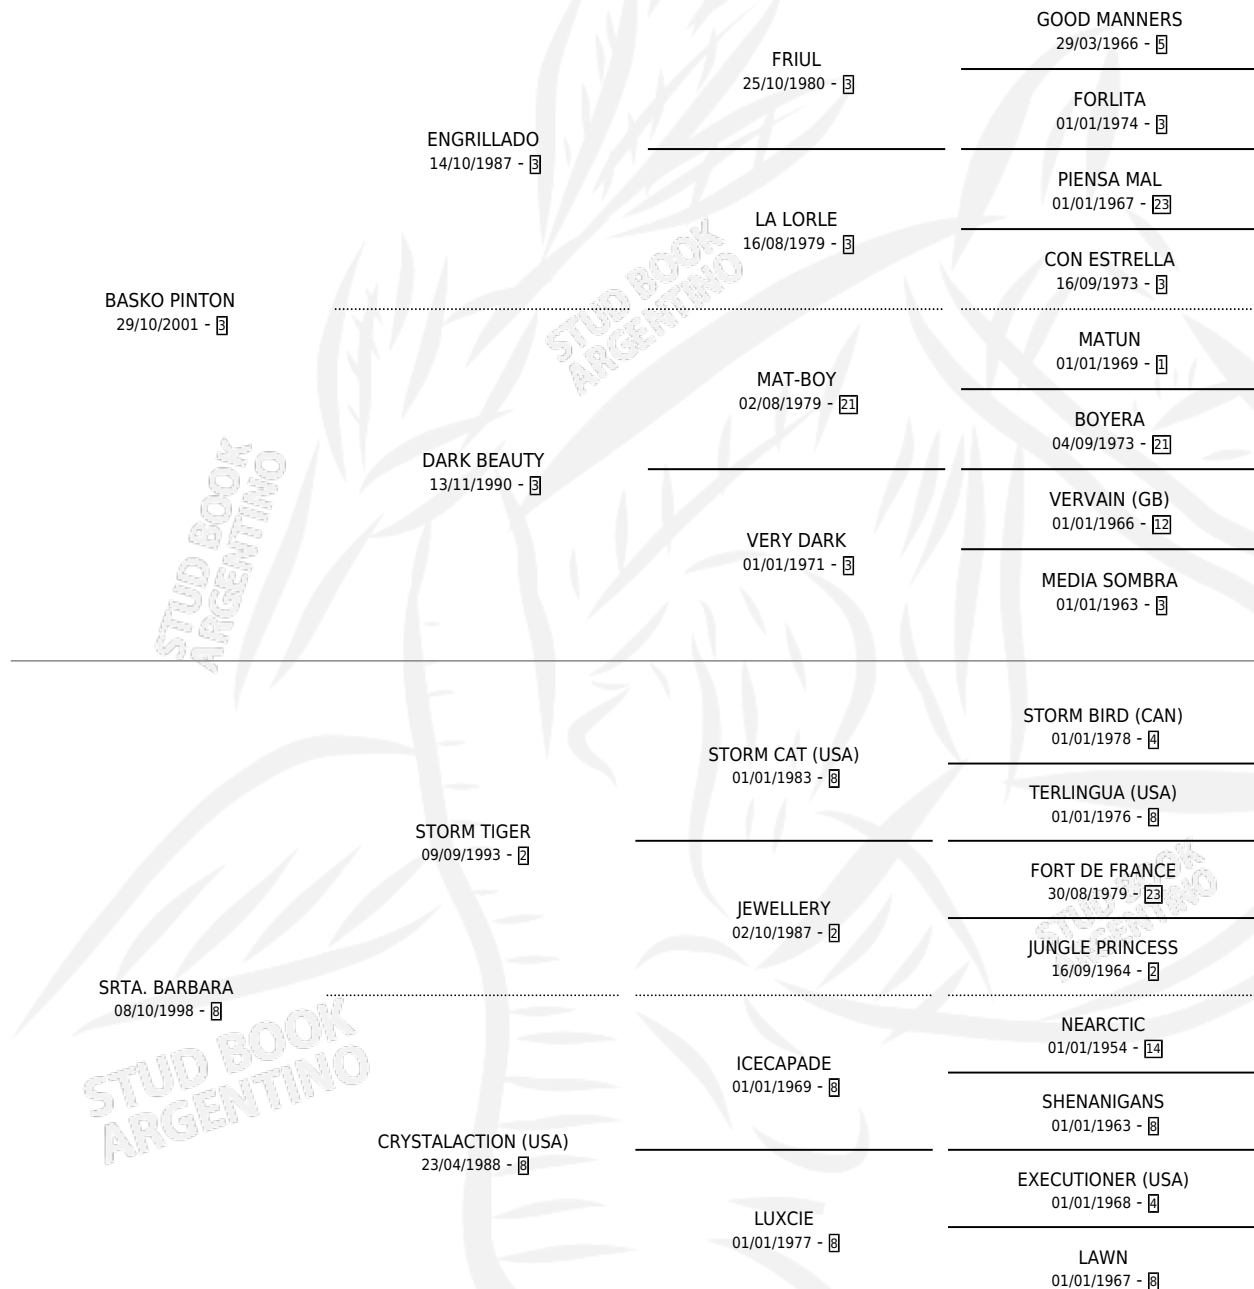 GOOD MANNERS
29/03/1966 - 5
FRIUL
25/10/1980 - 3
FORLITA
01/01/1974 - 3
ENGRILLADO
14/10/1987 - 3
PIENSA MAL
01/01/1967 - 23
LA LORLE
16/08/1979 - 3
CON ESTRELLA
16/09/1973 - 3
BASKO PINTON
29/10/2001 - 3
MATUN
01/01/1969 - 1
MAT-BOY
02/08/1979 - 21
BOYERA
04/09/1973 - 21
DARK BEAUTY
13/11/1990 - 3
VERVAIN (GB)
01/01/1966 - 12
VERY DARK
01/01/1971 - 3
MEDIA SOMBRA
01/01/1963 - 3
STUD BOOK
ARGENTINO
STUD BOOK
ARGENTINO
STORM BIRD (CAN)
01/01/1978 - 4
STORM CAT (USA)
01/01/1983 - 8
TERLINGUA (USA)
01/01/1976 - 8
STORM TIGER
09/09/1993 - 2
FORT DE FRANCE
30/08/1979 - 23
JEWELLERY
02/10/1987 - 2
JUNGLE PRINCESS
16/09/1964 - 2
SRTA. BARBARA
08/10/1998 - 8
NEARCTIC
01/01/1954 - 14
ICECAPADE
01/01/1969 - 8
SHENANIGANS
01/01/1963 - 8
CRYSTALACTION (USA)
23/04/1988 - 8
EXECUTIONER (USA)
01/01/1968 - 4
LUXCIE
01/01/1977 - 8
LAWN
01/01/1967 - 8
STUD BOOK
ARGENTINO
STUD BOOK
ARGENTINO